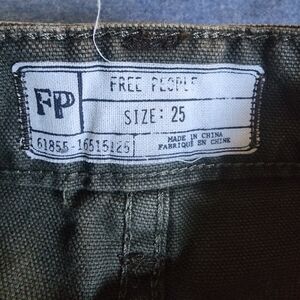 FREE PEOPLE
FP
SIZE: 25
61855-16515125
MADE IN CHINA
FABRIQUÉ EN CHINE